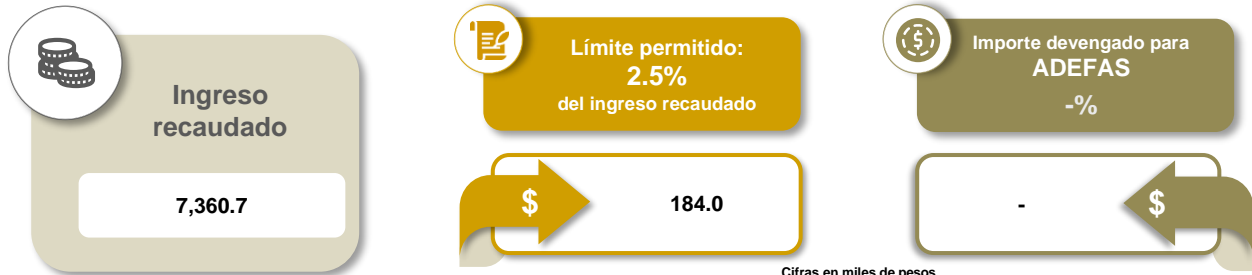 Ingreso
recaudado
7,360.7
Límite permitido:
2.5%
del ingreso recaudado
$
184.0
Importe devengado para
ADEFAS
-%
-
$
Cifras en miles de pesos